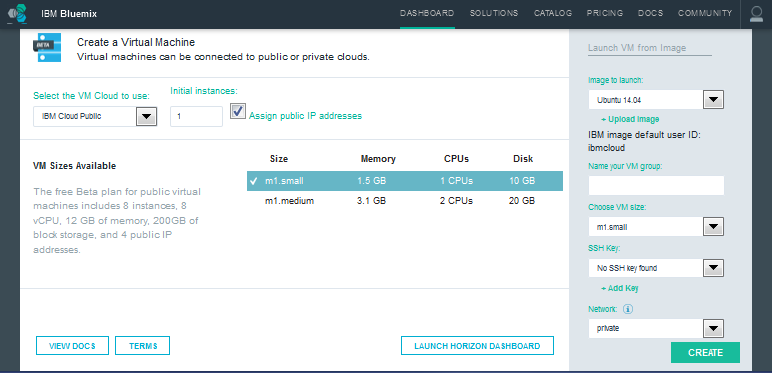 IBM Bluemix
DASHBOARD SOLUTIONS CATALOG PRICING DOCS COMMUNITY
BETA
Create a Virtual Machine
Virtual machines can be connected to public or private clouds.
Select the VM Cloud to use:
IBM Cloud Public
Initial instances:
1
Assign public IP addresses
VM Sizes Available
The free Beta plan for public virtual
machines includes 8 instances, 8
vCPU, 12 GB of memory, 200GB of
block storage, and 4 public IP
addresses.
Size Memory CPUs Disk
m1.small 1.5 GB 1 CPUs 10 GB
m1.medium 3.1 GB 2 CPUs 20 GB
VIEW DOCS
TERMS
LAUNCH HORIZON DASHBOARD
Launch VM from Image
Image to launch:
Ubuntu 14.04
+ Upload Image
IBM image default user ID:
ibmcloud
Name your VM group:
Choose VM size:
m1.small
SSH Key:
No SSH key found
+ Add Key
Network: i
private
CREATE